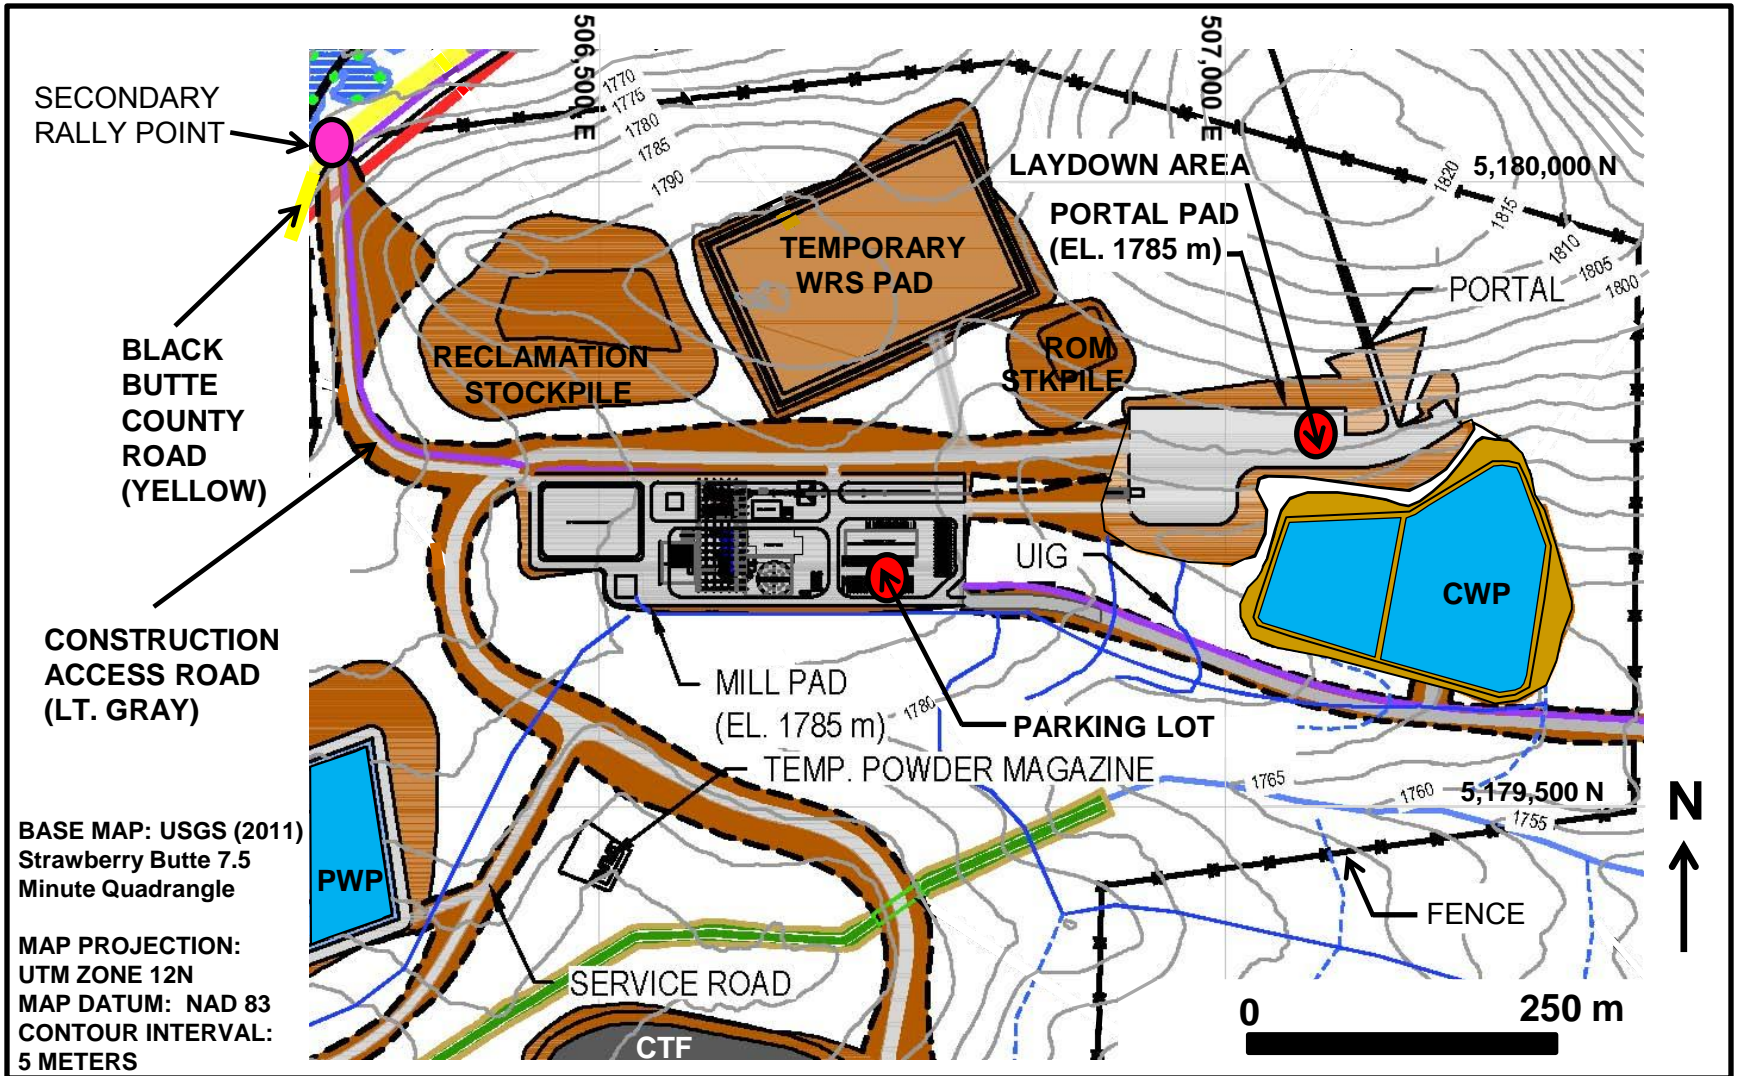 506,500 E
507,000 E
SECONDARY
RALLY POINT
1770
1775
1780
1785
1790
LAYDOWN AREA
5,180,000 N
1820
1815
1810
1805
1800
PORTAL PAD
(EL. 1785 m)
PORTAL
TEMPORARY
WRS PAD
BLACK
BUTTE
COUNTY
ROAD
(YELLOW)
RECLAMATION
STOCKPILE
ROM
STKPILE
UIG
CWP
CONSTRUCTION
ACCESS ROAD
(LT. GRAY)
MILL PAD
(EL. 1785 m)
1780
PARKING LOT
TEMP. POWDER MAGAZINE
1765
1760
5,179,500 N
1755
N
BASE MAP: USGS (2011)
Strawberry Butte 7.5
Minute Quadrangle
PWP
FENCE
MAP PROJECTION:
UTM ZONE 12N
MAP DATUM: NAD 83
CONTOUR INTERVAL:
5 METERS
SERVICE ROAD
CTF
0
250 m